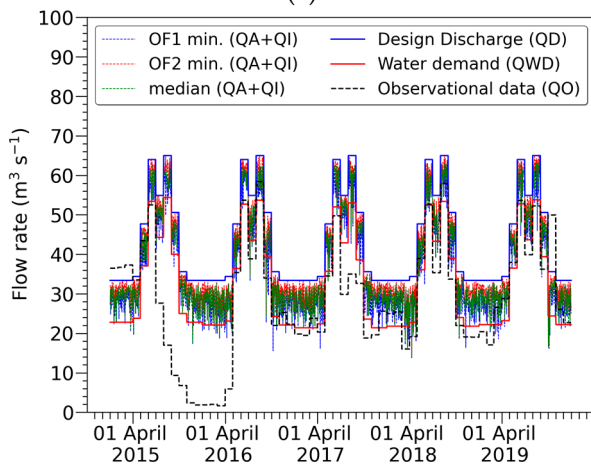 100
90
80
70
60
50
40
30
20
10
0
Flow rate (m³ s⁻¹)
OF1 min. (QA+QI)
OF2 min. (QA+QI)
median (QA+QI)
Design Discharge (QD)
Water demand (QWD)
Observational data (QO)
01 April 2015
01 April 2016
01 April 2017
01 April 2018
01 April 2019